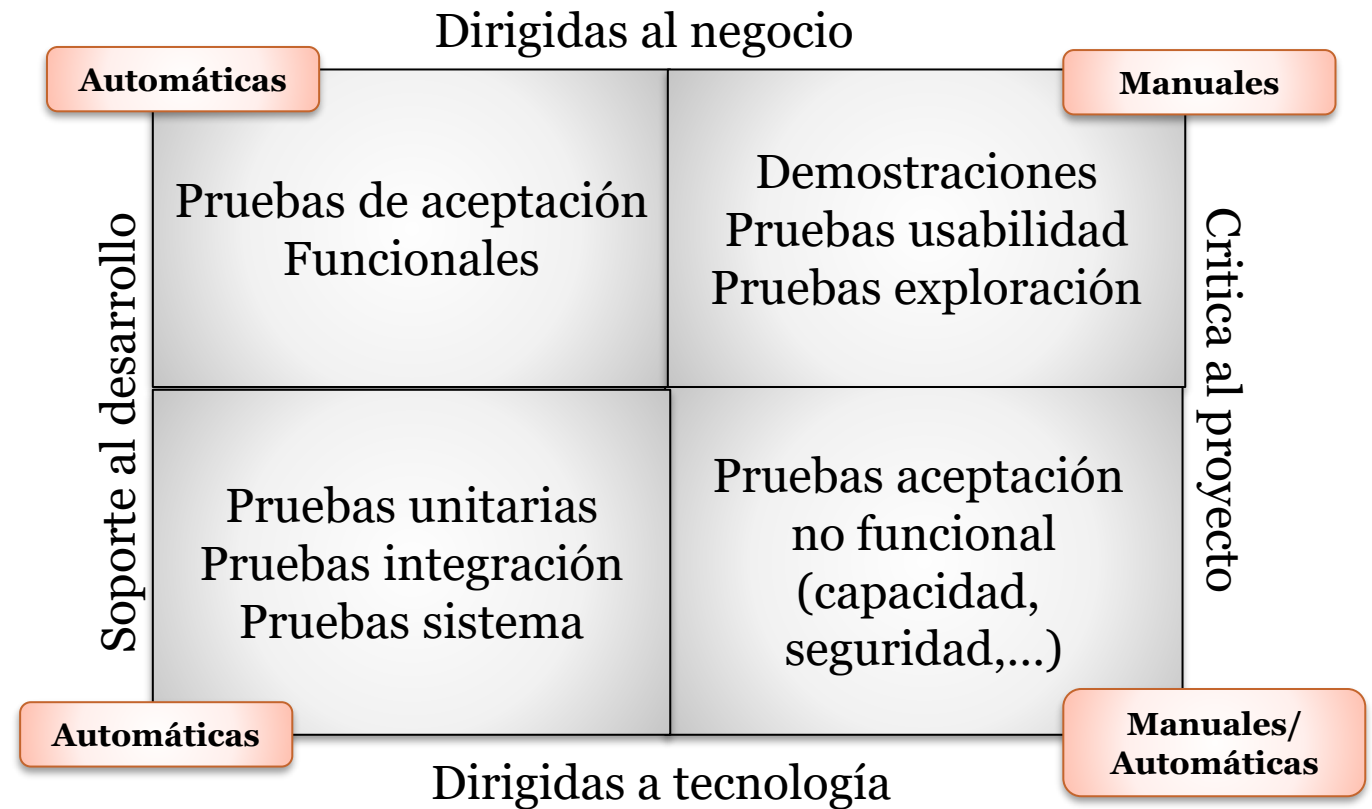 Dirigidas al negocio
Automáticas
Manuales
Pruebas de aceptación
Funcionales
Demostraciones
Pruebas usabilidad
Pruebas exploración
Soporte al desarrollo
Critica al proyecto
Pruebas unitarias
Pruebas integración
Pruebas sistema
Pruebas aceptación
no funcional
(capacidad,
seguridad,...)
Automáticas
Manuales/
Automáticas
Dirigidas a tecnología